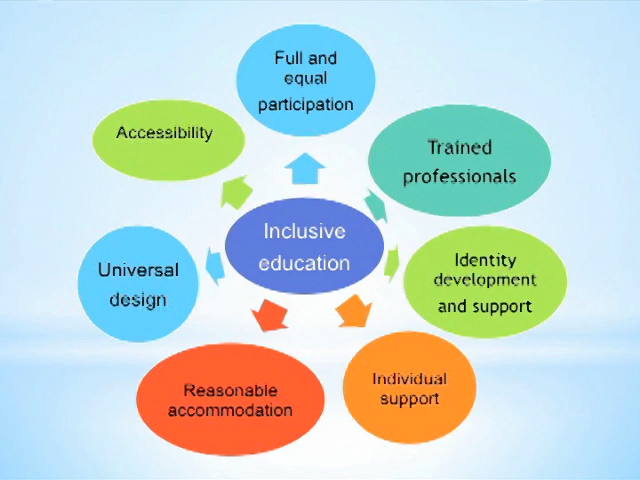 Full and
equal
participation
Accessibility
Trained
professionals
Inclusive
education
Identity
development
and support
Universal
design
Individual
support
Reasonable
accommodation